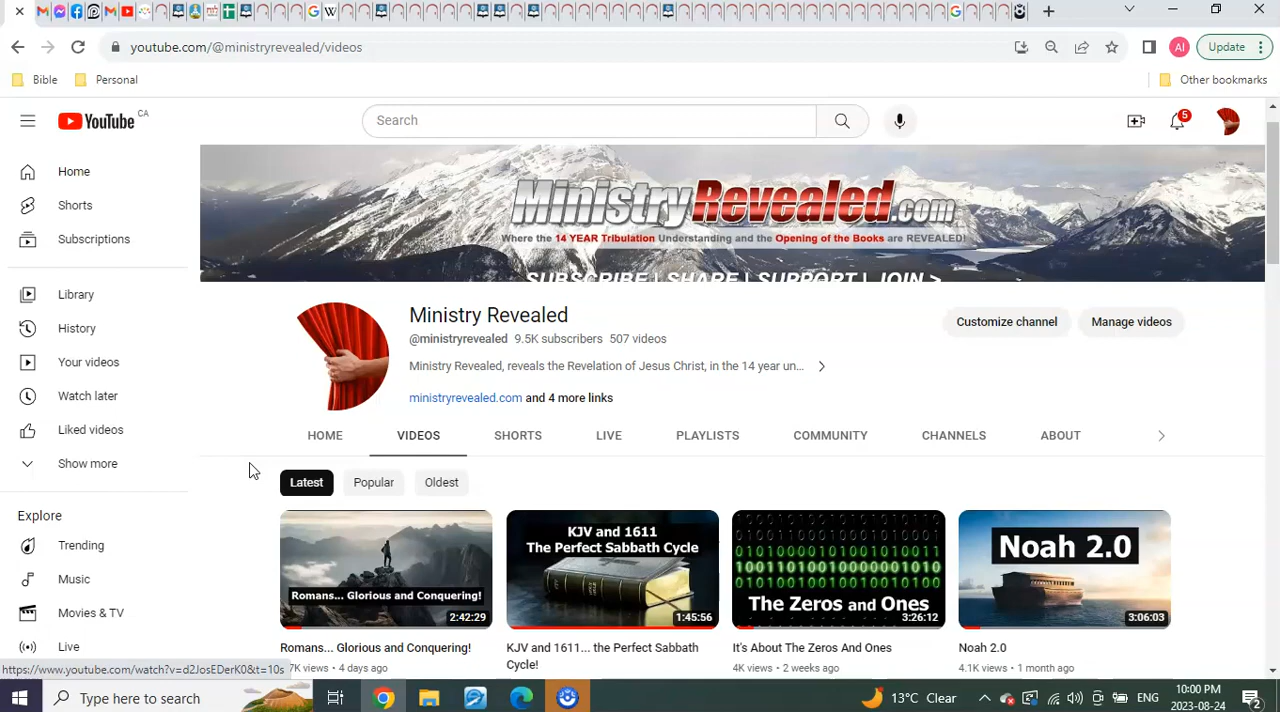 youtube.com/@ministryrevealed/videos
AI
Update
Bible
Personal
Other bookmarks
YouTube CA
Search
5
Home
Shorts
Subscriptions
Library
History
Your videos
Watch later
Liked videos
Show more
Explore
Trending
Music
Movies & TV
Live
MinistryRevealed.com
Where the 14 YEAR Tribulation Understanding and the Opening of the Books are REVEALED!
SUBSCRIBE | SHARE | SUPPORT | JOIN >
Ministry Revealed
@ministryrevealed 9.5K subscribers 507 videos
Ministry Revealed, reveals the Revelation of Jesus Christ, in the 14 year un...
ministryrevealed.com and 4 more links
Customize channel
Manage videos
HOME
VIDEOS
SHORTS
LIVE
PLAYLISTS
COMMUNITY
CHANNELS
ABOUT
Latest
Popular
Oldest
Romans... Glorious and Conquering!
2:42:29
KJV and 1611
The Perfect Sabbath Cycle
1:45:56
The Zeros and Ones
3:26:12
Noah 2.0
3:06:03
Romans... Glorious and Conquering!
7K views • 4 days ago
KJV and 1611... the Perfect Sabbath
Cycle!
It's About The Zeros And Ones
4K views • 2 weeks ago
Noah 2.0
4.1K views • 1 month ago
https://www.youtube.com/watch?v=d2JosEDerK0&t=10s
Type here to search
13°C Clear
ENG
10:00 PM
2023-08-24
2